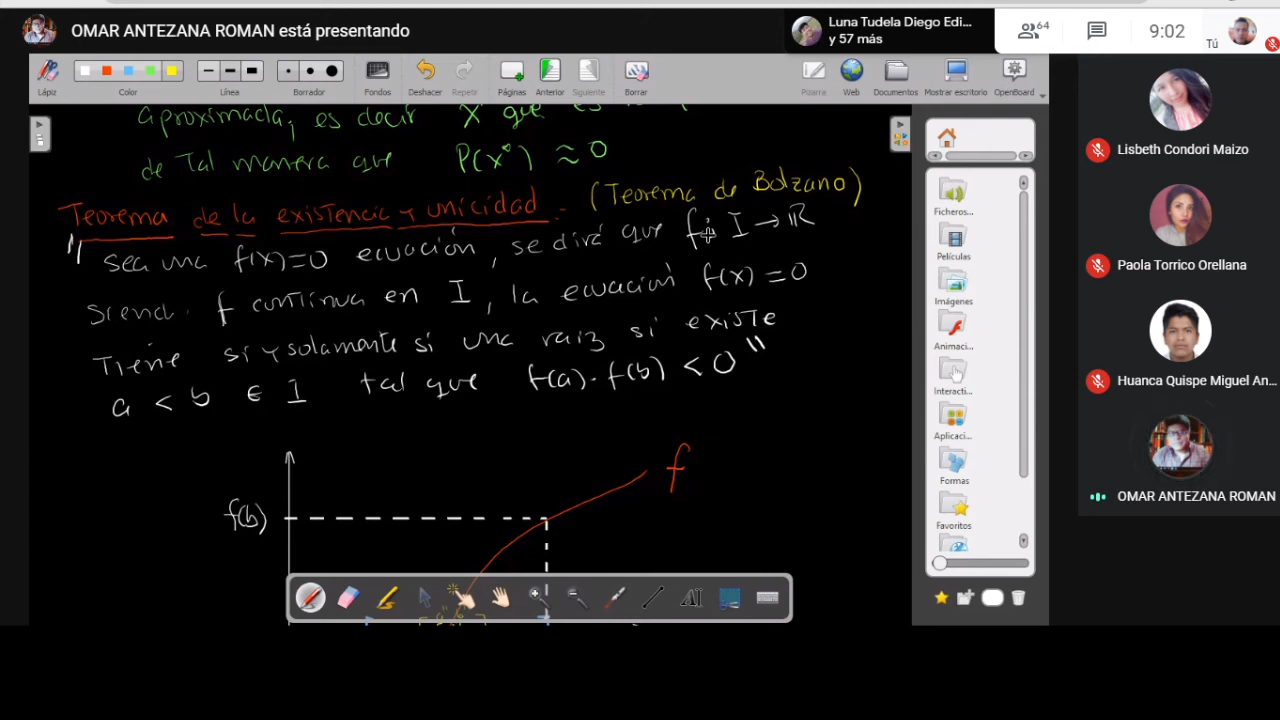 OMAR ANTEZANA ROMAN está presentando
Luna Tudela Diego Edi...
y 57 más
64
9:02
Tú
Lápiz
Color
Línea
Borrador
Fondos
Deshacer
Repetir
Páginas
Anterior
Siguiente
Borrar
Pizarra
Web
Documentos
Mostrar escritorio
OpenBoard
Aproximada, es decir X que es
de Tal manera que P(x*) ≈ 0
Teorema de la existencia y unicidad.- (Teorema de Bolzano)
"Sea una f(x)=0 ecuación, se dirá que f: I → ℝ
siend. f continua en I, la ecuación f(x) = 0
Tiene si y solamente si una raiz si existe
a < b ∈ I tal que f(a) · f(b) < 0"
f
f(b)
Ficheros...
Películas
Imágenes
Animaci...
Interacti...
Aplicaci...
Formas
Favoritos
Lisbeth Condori Maizo
Paola Torrico Orellana
Huanca Quispe Miguel An...
OMAR ANTEZANA ROMAN